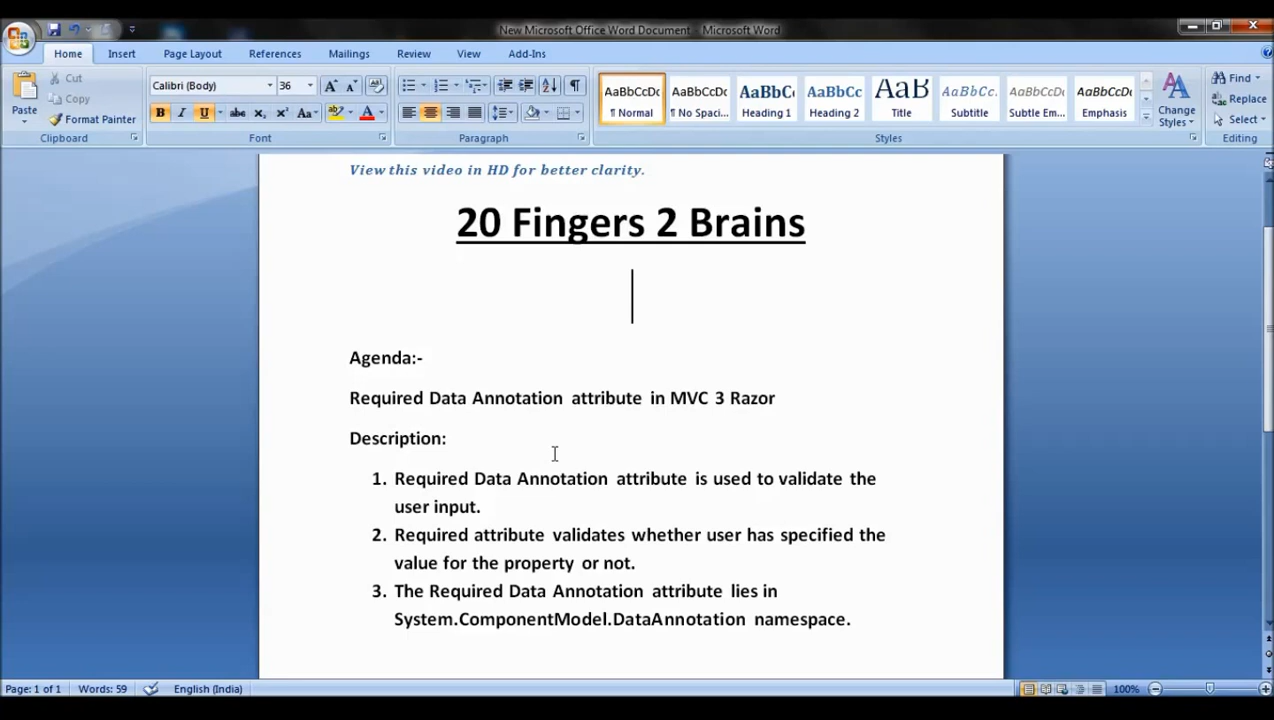 New Microsoft Office Word Document - Microsoft Word
Home Insert Page Layout References Mailings Review View Add-Ins
Paste
Cut
Copy
Format Painter
Clipboard
Calibri (Body) 36
B I U abc X₂ X² Aa
Font
Paragraph
AaBbCcDc AaBbCcDc AaBbCc AaBbCc AaB AaBbCc. AaBbCcDc AaBbCcDc
¶ Normal ¶ No Spaci... Heading 1 Heading 2 Title Subtitle Subtle Em... Emphasis
Change
Styles
Styles
Find
Replace
Select
Editing
View this video in HD for better clarity.
20 Fingers 2 Brains
Agenda:-
Required Data Annotation attribute in MVC 3 Razor
Description:
1. Required Data Annotation attribute is used to validate the
user input.
2. Required attribute validates whether user has specified the
value for the property or not.
3. The Required Data Annotation attribute lies in
System.ComponentModel.DataAnnotation namespace.
Page: 1 of 1 Words: 59 English (India) 100%